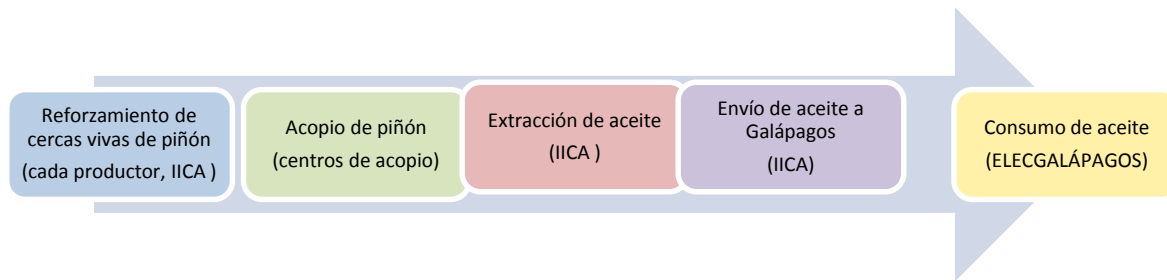 Reforzamiento de
cercas vivas de piñón
(cada productor, IICA )
Acopio de piñón
(centros de acopio)
Extracción de aceite
(IICA )
Envío de aceite a
Galápagos
(IICA)
Consumo de aceite
(ELECGALÁPAGOS)